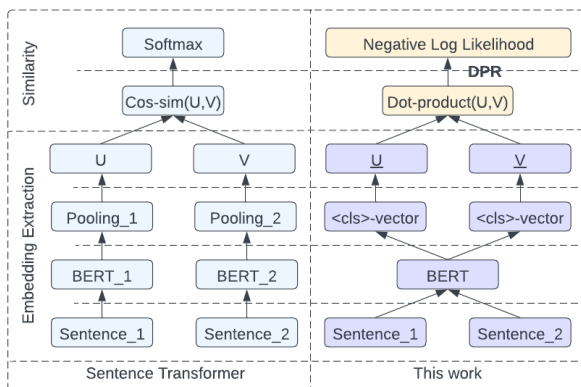 Similarity
Softmax
Negative Log Likelihood
DPR
Cos-sim(U,V)
Dot-product(U,V)
Embedding Extraction
U
V
U
V
Pooling_1
Pooling_2
<cls>-vector
<cls>-vector
BERT_1
BERT_2
BERT
Sentence_1
Sentence_2
Sentence_1
Sentence_2
Sentence Transformer
This work